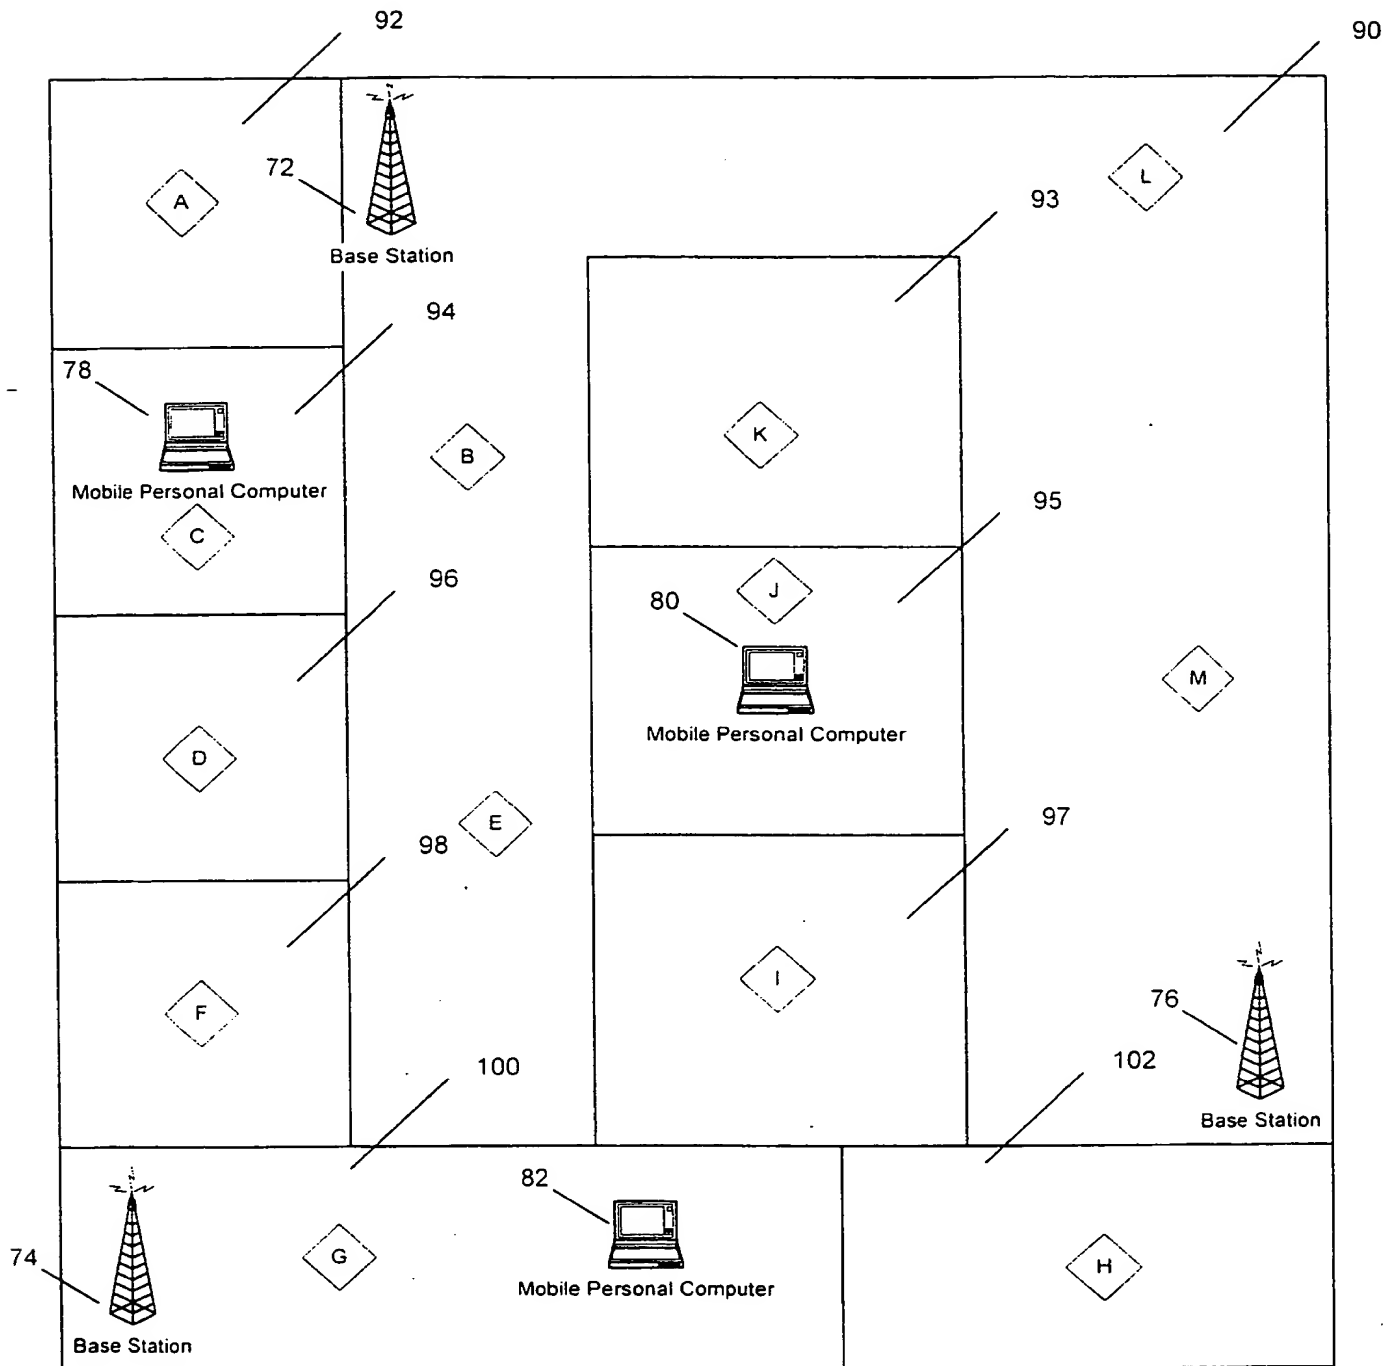 92
90
A
L
72
Base Station
93
94
78
K
B
Mobile Personal Computer
95
C
J
96
80
M
Mobile Personal Computer
D
97
E
98
I
76
F
102
100
Base Station
82
74
G
H
Mobile Personal Computer
Base Station